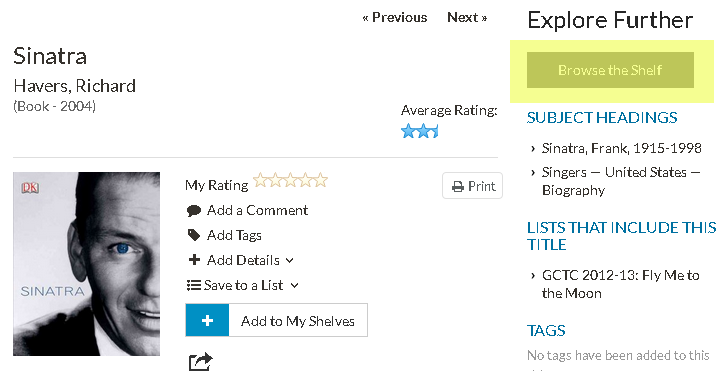 « Previous Next »
Sinatra
Havers, Richard
(Book - 2004)
Average Rating:
DK
SINATRA
My Rating
Print
Add a Comment
Add Tags
Add Details
Save to a List
+ Add to My Shelves
Explore Further
Browse the Shelf
SUBJECT HEADINGS
› Sinatra, Frank, 1915-1998
› Singers — United States —
Biography
LISTS THAT INCLUDE THIS
TITLE
› GCTC 2012-13: Fly Me to
the Moon
TAGS
No tags have been added to this